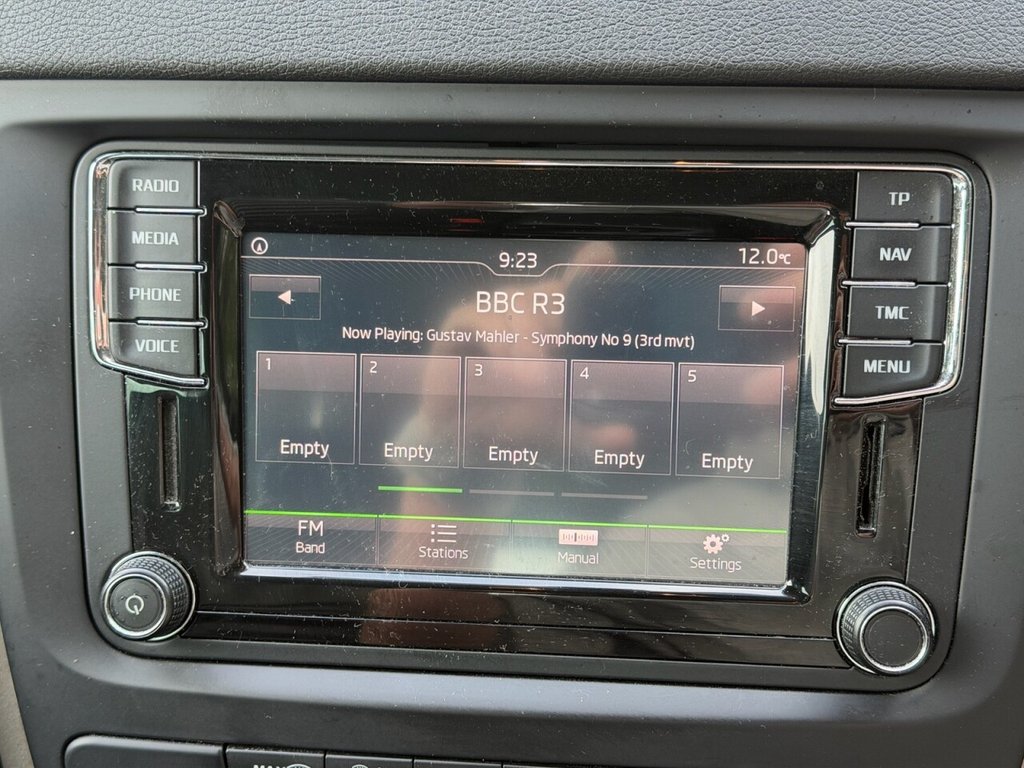 RADIO
MEDIA
PHONE
VOICE
TP
NAV
TMC
MENU
9:23
12.0°C
BBC R3
Now Playing: Gustav Mahler - Symphony No 9 (3rd mvt)
1
2
3
4
5
Empty
Empty
Empty
Empty
Empty
FM
Band
Stations
Manual
Settings